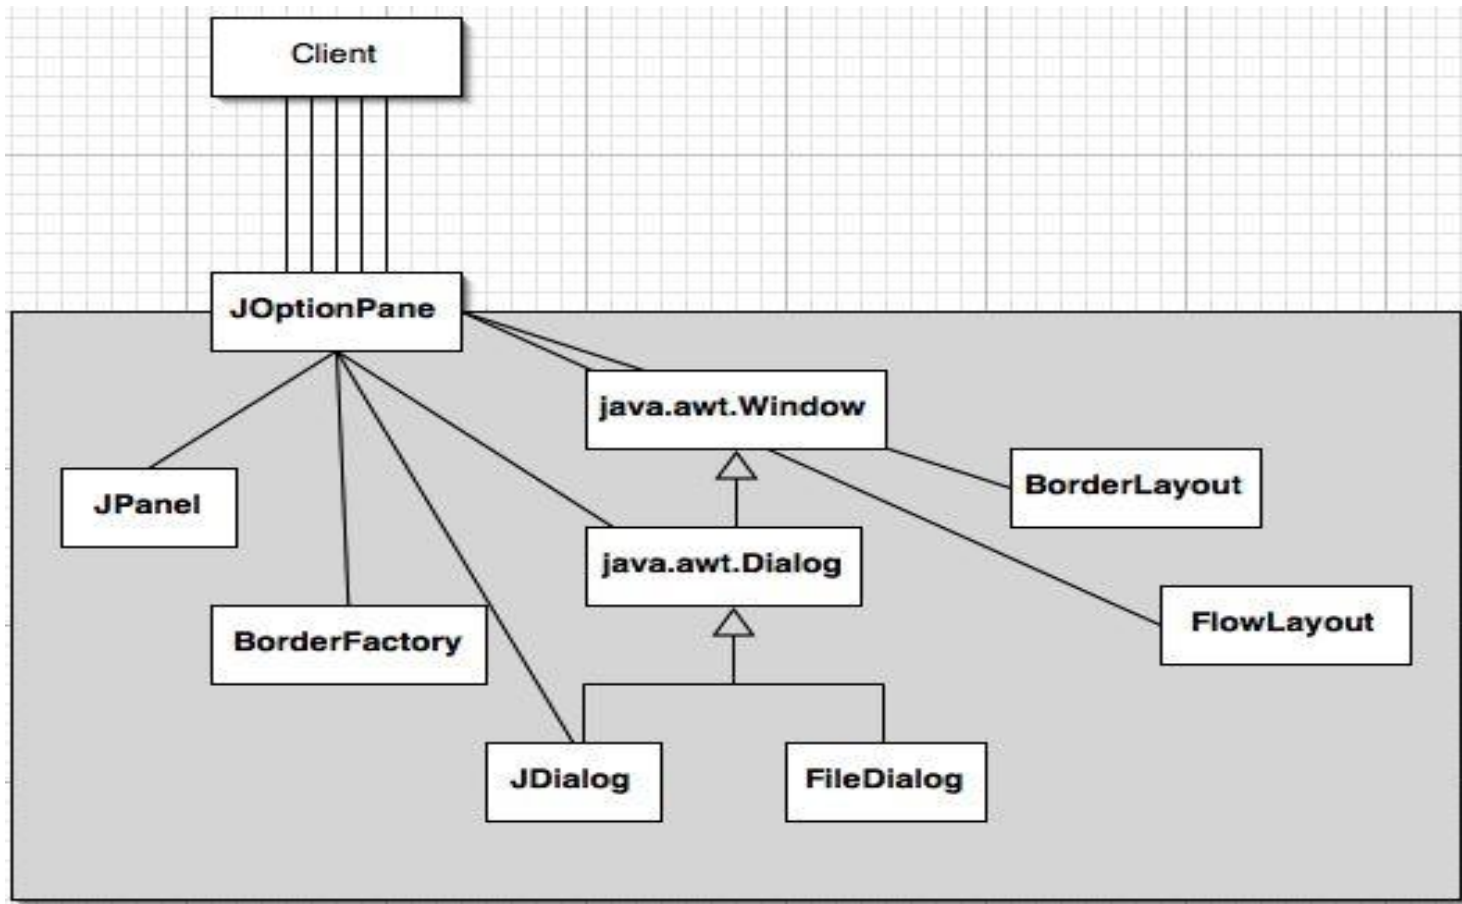 Client
JOptionPane
java.awt.Window
BorderLayout
JPanel
java.awt.Dialog
FlowLayout
BorderFactory
JDialog
FileDialog